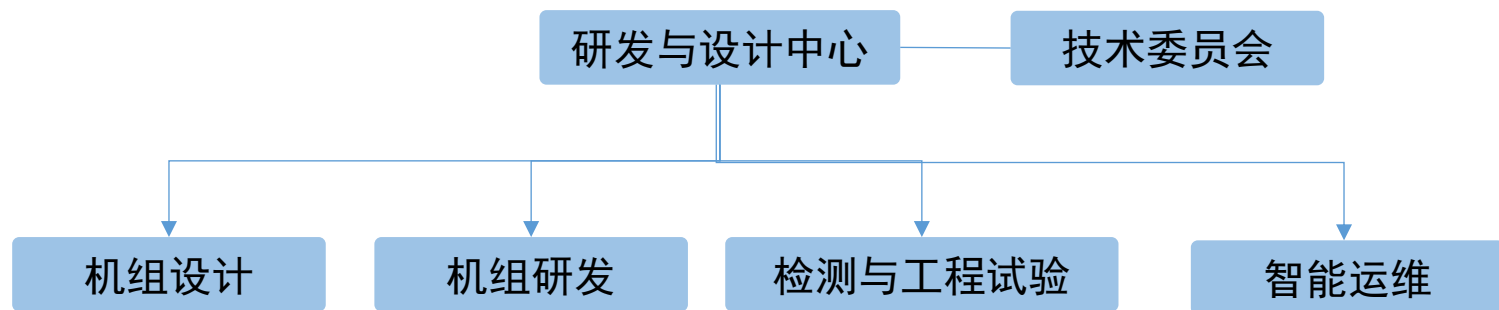 研发与设计中心
技术委员会
机组设计
机组研发
检测与工程试验
智能运维